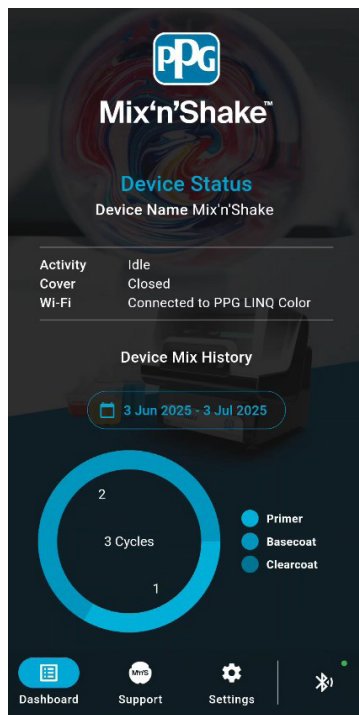 PPG
Mix'n'Shake™
Device Status
Device Name Mix'n'Shake
Activity Idle
Cover Closed
Wi-Fi Connected to PPG LINQ Color
Device Mix History
3 Jun 2025 - 3 Jul 2025
2
3 Cycles
1
Primer
Basecoat
Clearcoat
M'n'S
Dashboard Support Settings